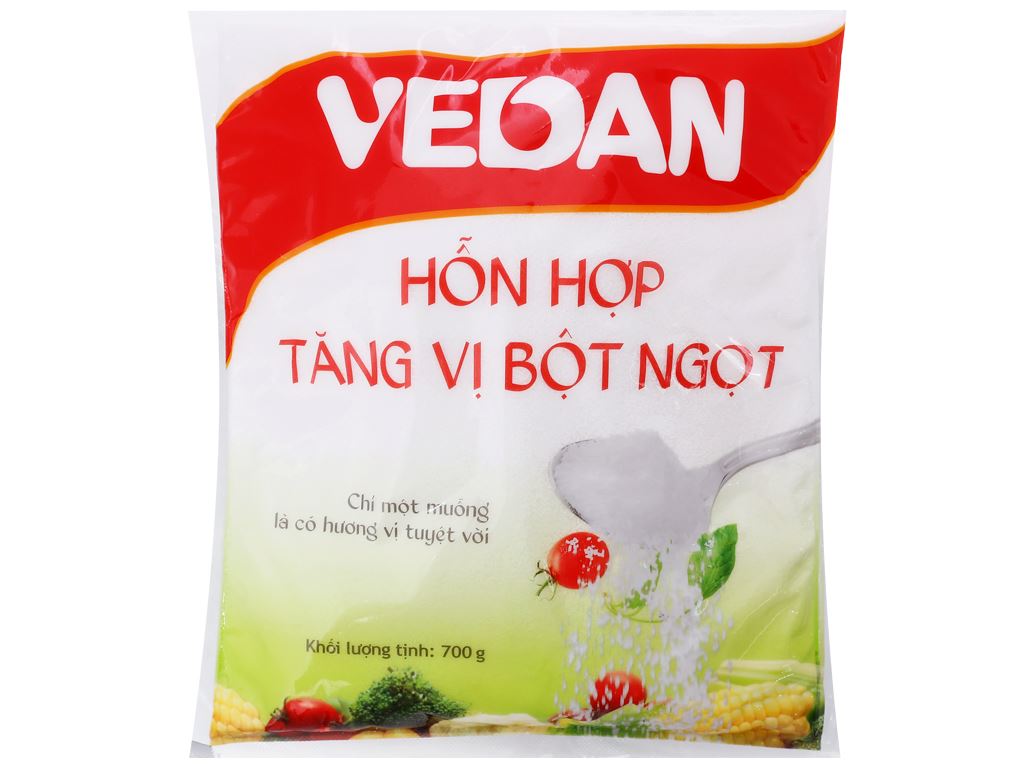 VEDAN
HỖN HỢP
TĂNG VỊ BỘT NGỌT
Chỉ một muỗng
là có hương vị tuyệt vời
Khối lượng tịnh: 700 g